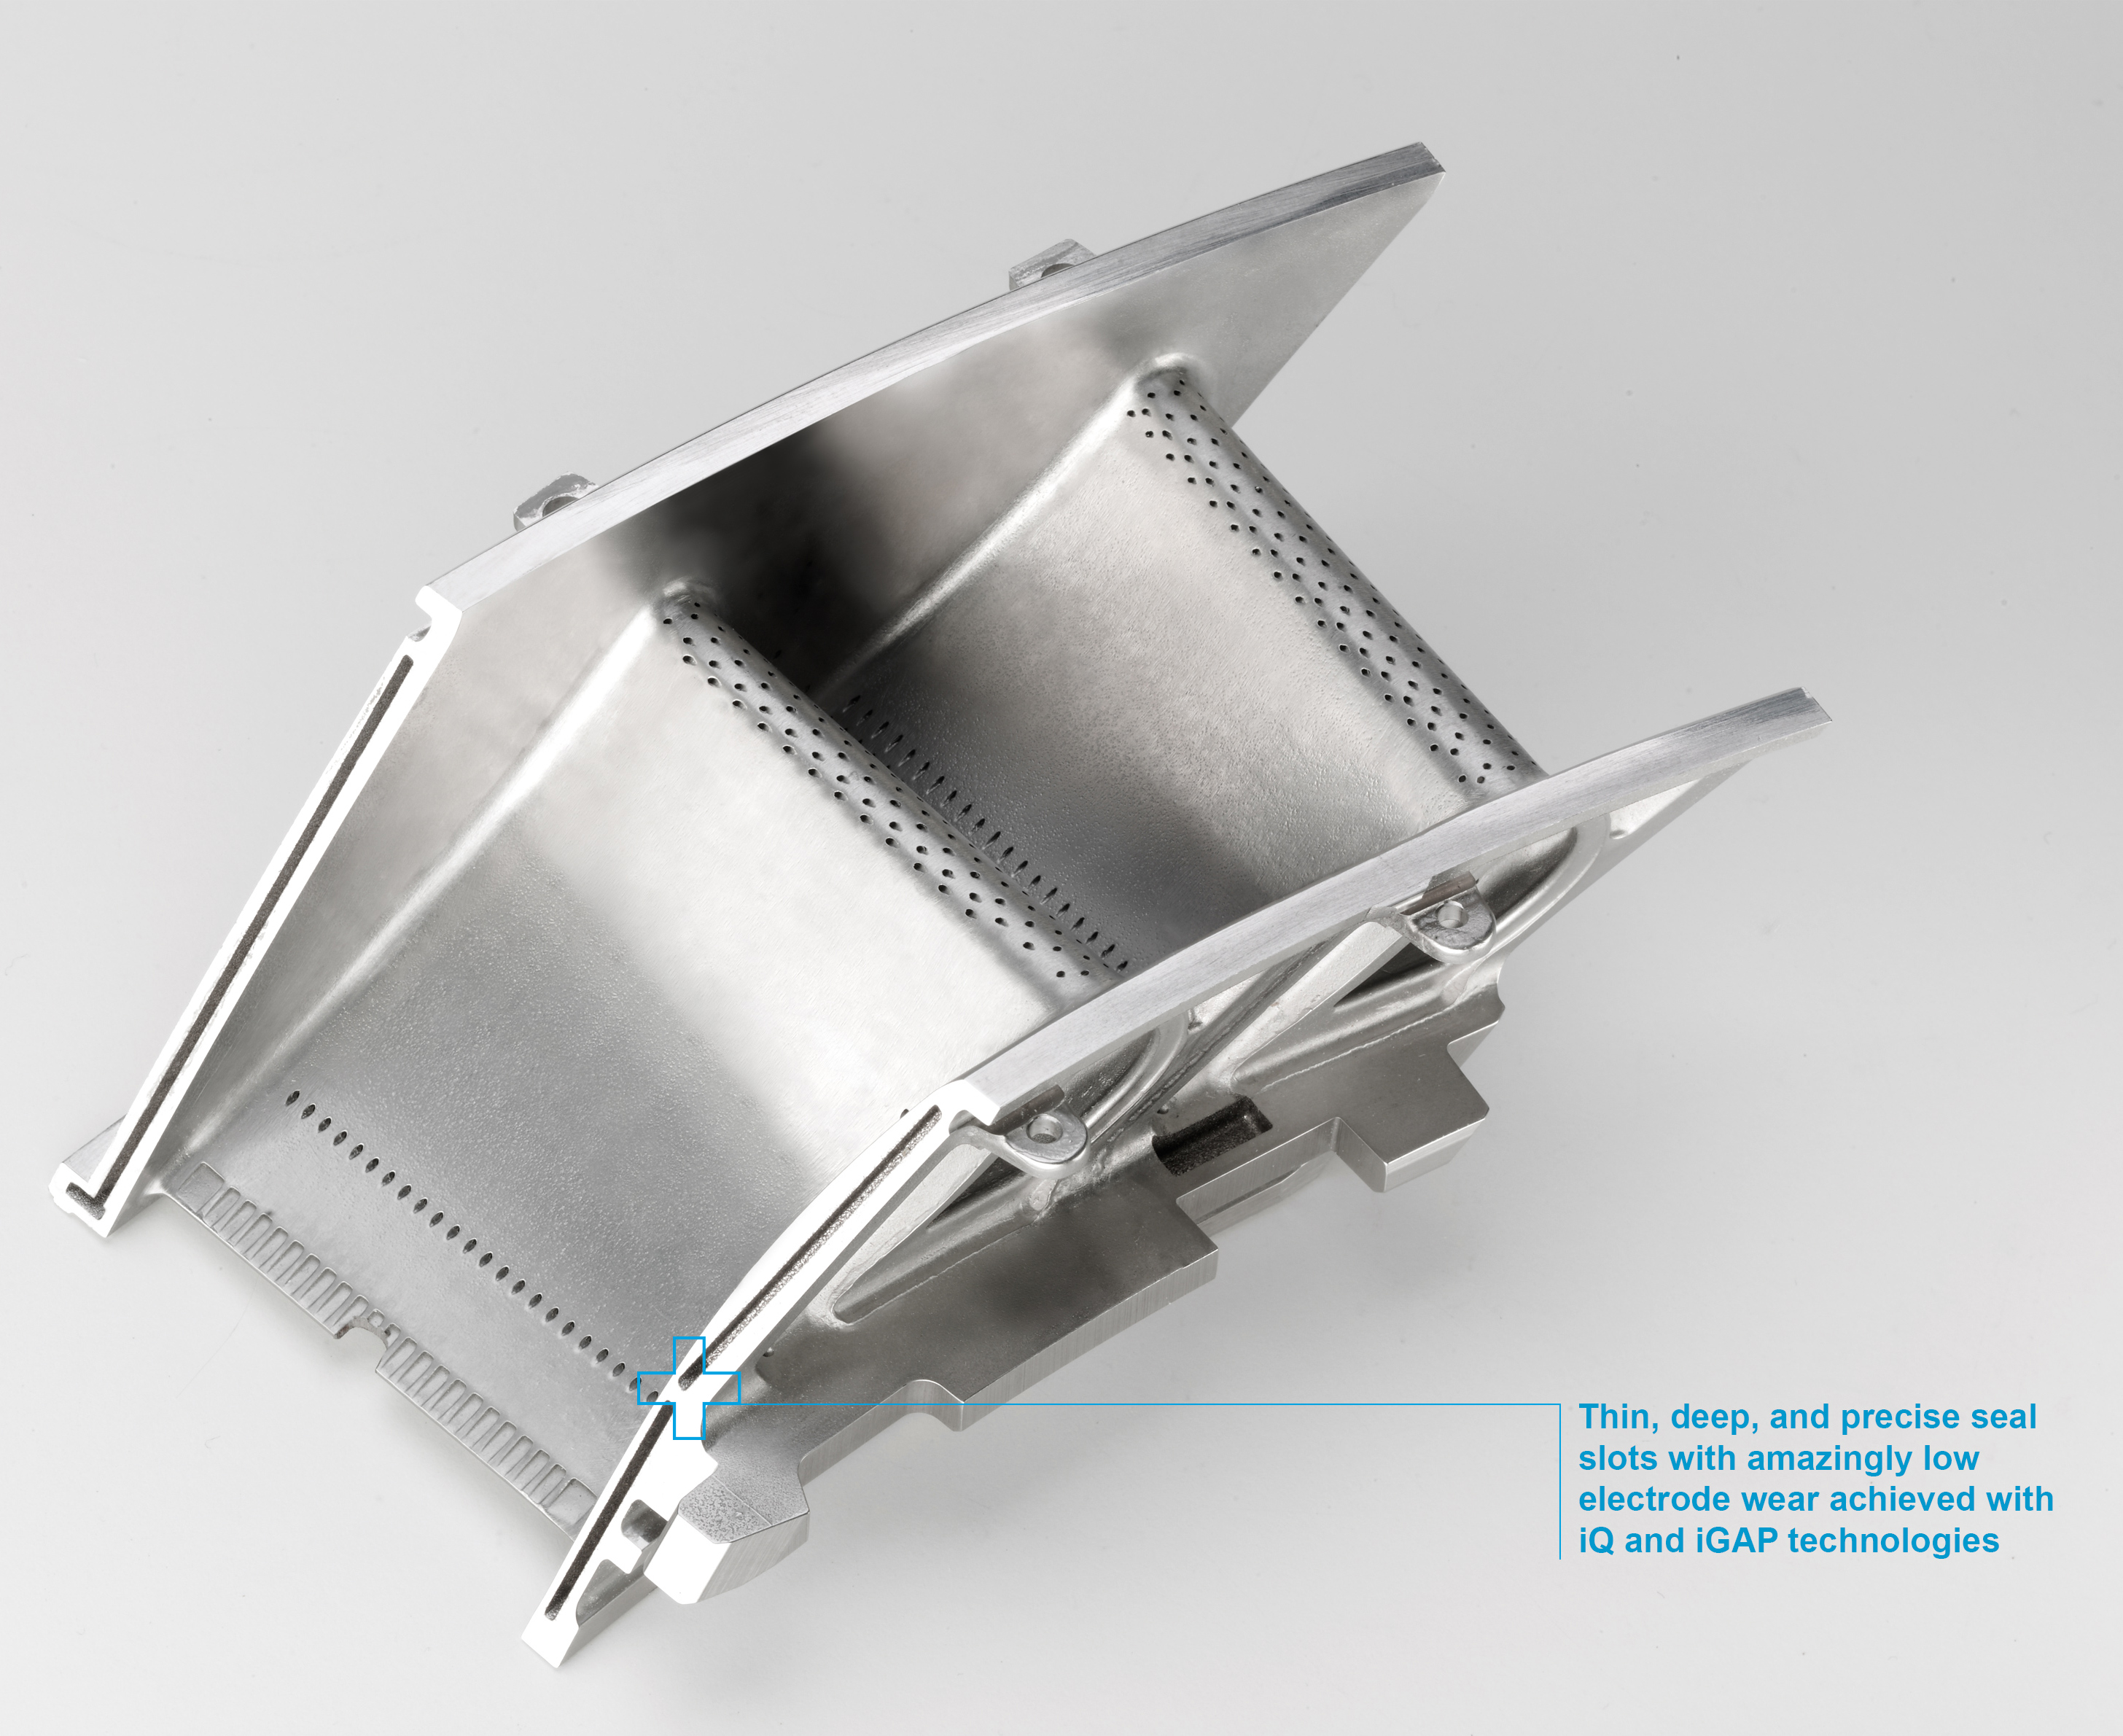 Thin, deep, and precise seal
slots with amazingly low
electrode wear achieved with
iQ and iGAP technologies